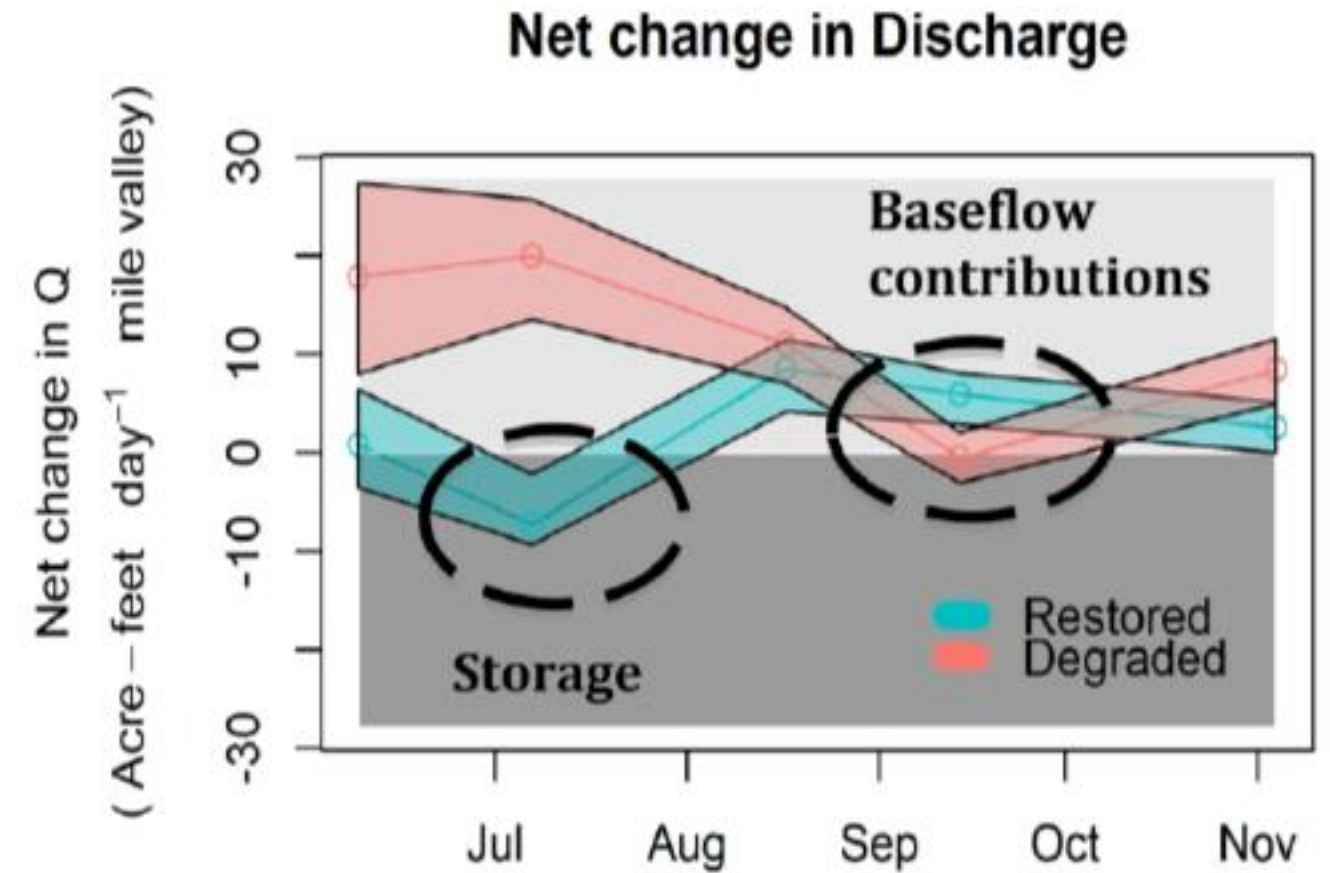 Net change in Discharge
Net change in Q
( Acre – feet day⁻¹ mile valley)
30
10
0
-10
-30
Baseflow
contributions
Storage
Restored
Degraded
Jul Aug Sep Oct Nov